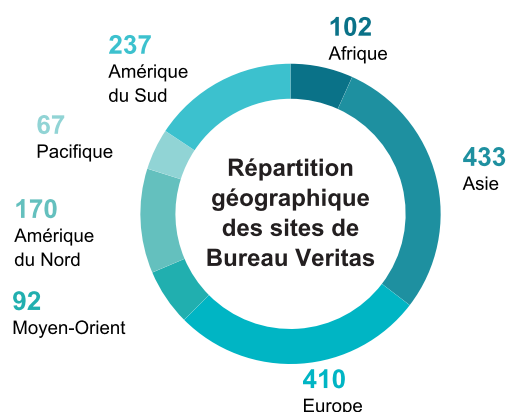 102
Afrique
237
Amérique
du Sud
67
Pacifique
433
Asie
Répartition
géographique
des sites de
Bureau Veritas
170
Amérique
du Nord
92
Moyen-Orient
410
Europe